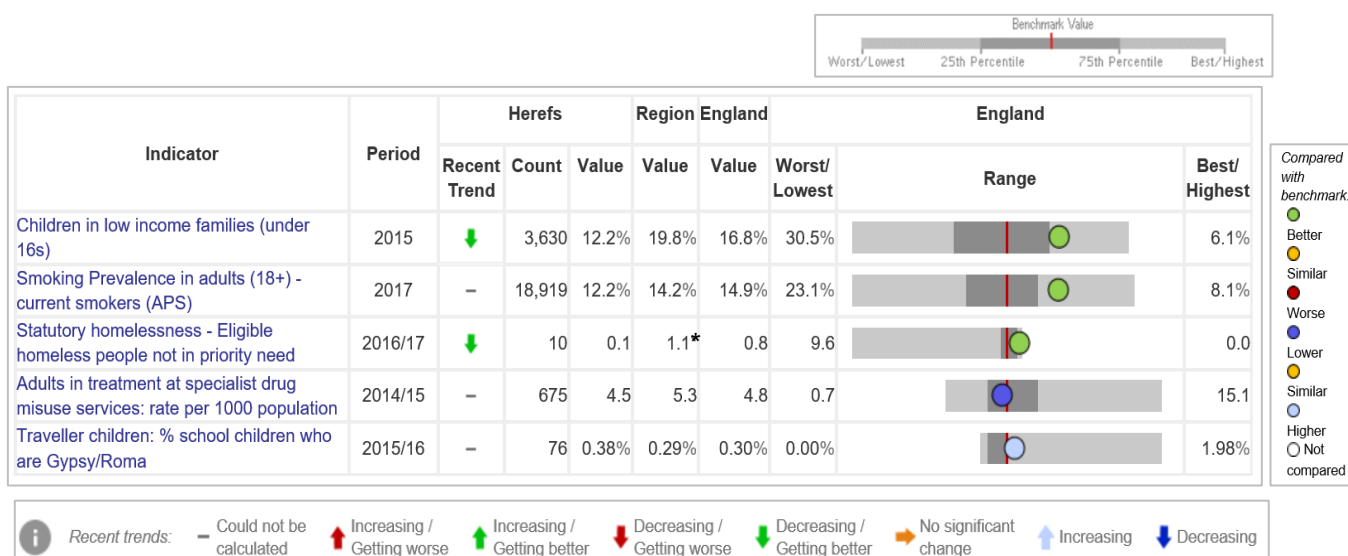 Benchmark Value
Worst/Lowest 25th Percentile 75th Percentile Best/Highest
Herefs Region England England
Indicator Period Recent Trend Count Value Value Value Worst/ Lowest Range Best/ Highest
Children in low income families (under
16s) 2015 3,630 12.2% 19.8% 16.8% 30.5% 6.1%
Smoking Prevalence in adults (18+) -
current smokers (APS) 2017 – 18,919 12.2% 14.2% 14.9% 23.1% 8.1%
Statutory homelessness - Eligible
homeless people not in priority need 2016/17 10 0.1 1.1* 0.8 9.6 0.0
Adults in treatment at specialist drug
misuse services: rate per 1000 population 2014/15 – 675 4.5 5.3 4.8 0.7 15.1
Traveller children: % school children who
are Gypsy/Roma 2015/16 – 76 0.38% 0.29% 0.30% 0.00% 1.98%
Compared
with
benchmark.
Better
Similar
Worse
Lower
Similar
Higher
Not
compared
i Recent trends: – Could not be calculated Increasing / Getting worse Increasing / Getting better Decreasing / Getting worse Decreasing / Getting better No significant change Increasing Decreasing